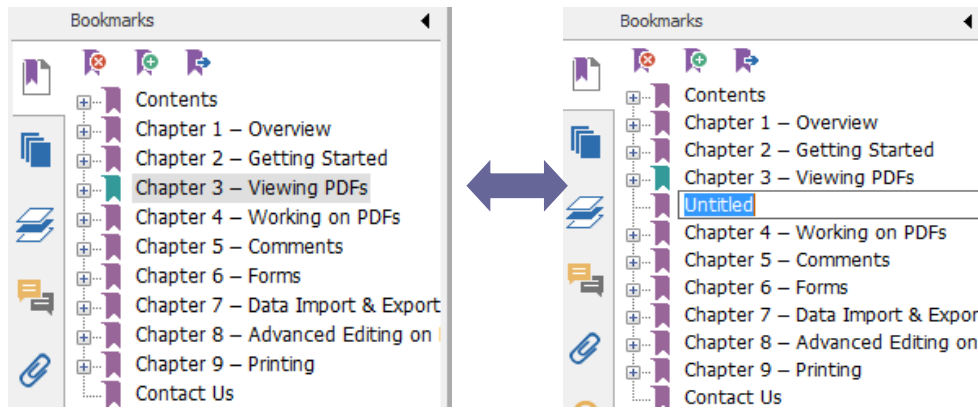 Bookmarks
Contents
Chapter 1 – Overview
Chapter 2 – Getting Started
Chapter 3 – Viewing PDFs
Chapter 4 – Working on PDFs
Chapter 5 – Comments
Chapter 6 – Forms
Chapter 7 – Data Import & Export
Chapter 8 – Advanced Editing on
Chapter 9 – Printing
Contact Us
Bookmarks
Contents
Chapter 1 – Overview
Chapter 2 – Getting Started
Chapter 3 – Viewing PDFs
Untitled
Chapter 4 – Working on PDFs
Chapter 5 – Comments
Chapter 6 – Forms
Chapter 7 – Data Import & Expor
Chapter 8 – Advanced Editing on
Chapter 9 – Printing
Contact Us